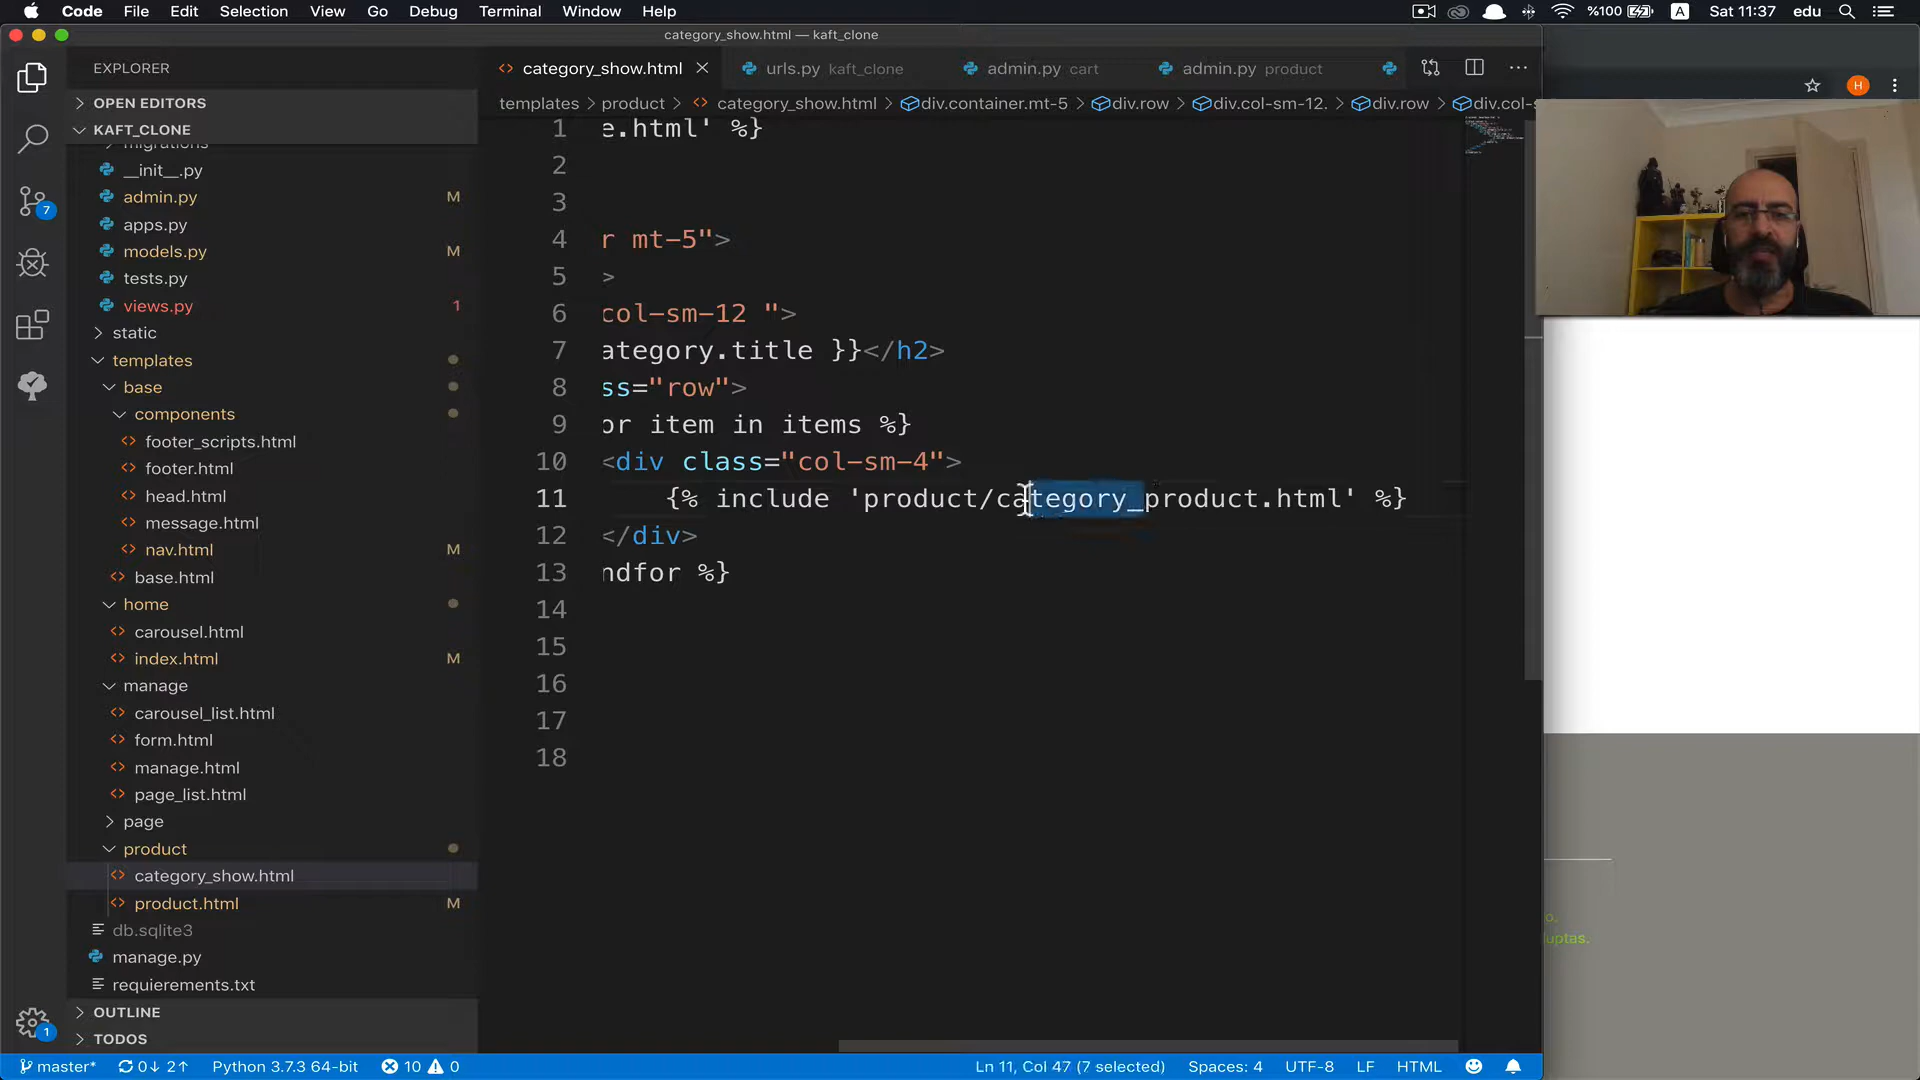 Code File Edit Selection View Go Debug Terminal Window Help %100 A Sat 11:37 edu
category_show.html — kaft_clone
EXPLORER
OPEN EDITORS
KAFT_CLONE
migrations
__init__.py
admin.py M
apps.py
models.py M
tests.py
views.py 1
static
templates
base
components
footer_scripts.html
footer.html
head.html
message.html
nav.html M
base.html
home
carousel.html
index.html M
manage
carousel_list.html
form.html
manage.html
page_list.html
page
product
category_show.html
product.html M
db.sqlite3
manage.py
requierements.txt
OUTLINE
TODOS
7
1
category_show.html urls.py kaft_clone admin.py cart admin.py product
templates > product > category_show.html > div.container.mt-5 > div.row > div.col-sm-12. > div.row > div.col-s
1 e.html' %}
2
3
4 r mt-5">
5 >
6 col-sm-12 ">
7 ategory.title }}</h2>
8 ss="row">
9 or item in items %}
10 <div class="col-sm-4">
11 {% include 'product/category_product.html' %}
12 </div>
13 ndfor %}
14
15
16
17
18
H
o.
luptas.
master* 0↓ 2↑ Python 3.7.3 64-bit 10 0 Ln 11, Col 47 (7 selected) Spaces: 4 UTF-8 LF HTML